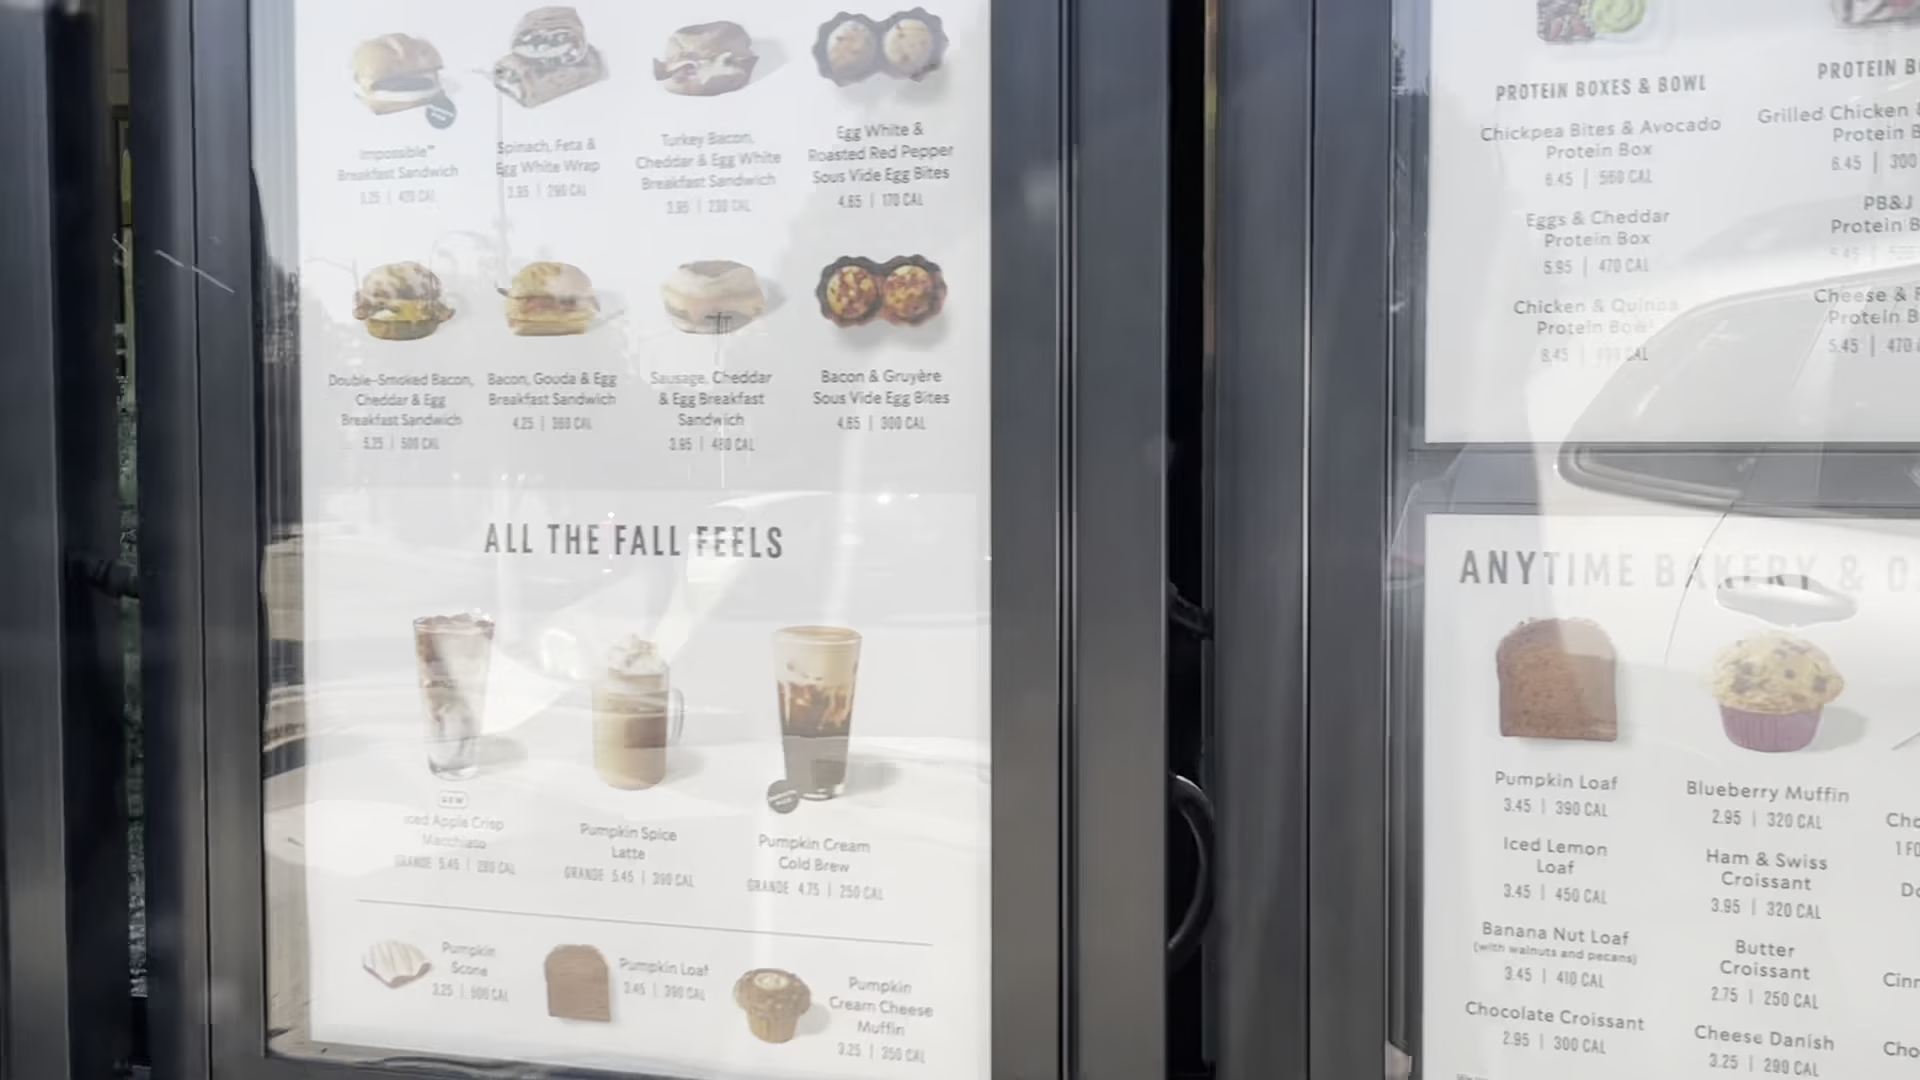 Impossible™
Breakfast Sandwich
5.25 | 420 CAL
Spinach, Feta &
Egg White Wrap
3.95 | 290 CAL
Turkey Bacon,
Cheddar & Egg White
Breakfast Sandwich
3.95 | 230 CAL
Egg White &
Roasted Red Pepper
Sous Vide Egg Bites
4.65 | 170 CAL
Double-Smoked Bacon,
Cheddar & Egg
Breakfast Sandwich
5.25 | 500 CAL
Bacon, Gouda & Egg
Breakfast Sandwich
4.25 | 360 CAL
Sausage, Cheddar
& Egg Breakfast
Sandwich
3.95 | 480 CAL
Bacon & Gruyère
Sous Vide Egg Bites
4.65 | 300 CAL
ALL THE FALL FEELS
NEW
Iced Apple Crisp
Macchiato
GRANDE 5.45 | 280 CAL
Pumpkin Spice
Latte
GRANDE 5.45 | 390 CAL
Pumpkin Cream
Cold Brew
GRANDE 4.75 | 250 CAL
Pumpkin
Scone
3.25 | CAL
Pumpkin Loaf
3.45 | 390 CAL
Pumpkin
Cream Cheese
Muffin
3.25 | 350 CAL
PROTEIN BOXES & BOWL
Chickpea Bites & Avocado
Protein Box
6.45 | 560 CAL
Eggs & Cheddar
Protein Box
5.95 | 470 CAL
Chicken & Quinoa
Protein Bowl
8.45 | CAL
PROTEIN B
Grilled Chicken &
Protein B
6.45 | 300
PB&J
Protein B
Cheese &
Protein B
5.45 | 470
ANYTIME BAKERY &
Pumpkin Loaf
3.45 | 390 CAL
Iced Lemon
Loaf
3.45 | 450 CAL
Banana Nut Loaf
(with walnuts and pecans)
3.45 | 410 CAL
Chocolate Croissant
2.95 | 300 CAL
Blueberry Muffin
2.95 | 320 CAL
Ham & Swiss
Croissant
3.95 | 320 CAL
Butter
Croissant
2.75 | 250 CAL
Cheese Danish
3.25 | 290 CAL
Cho
1 FO
Do
Cinn
Cho